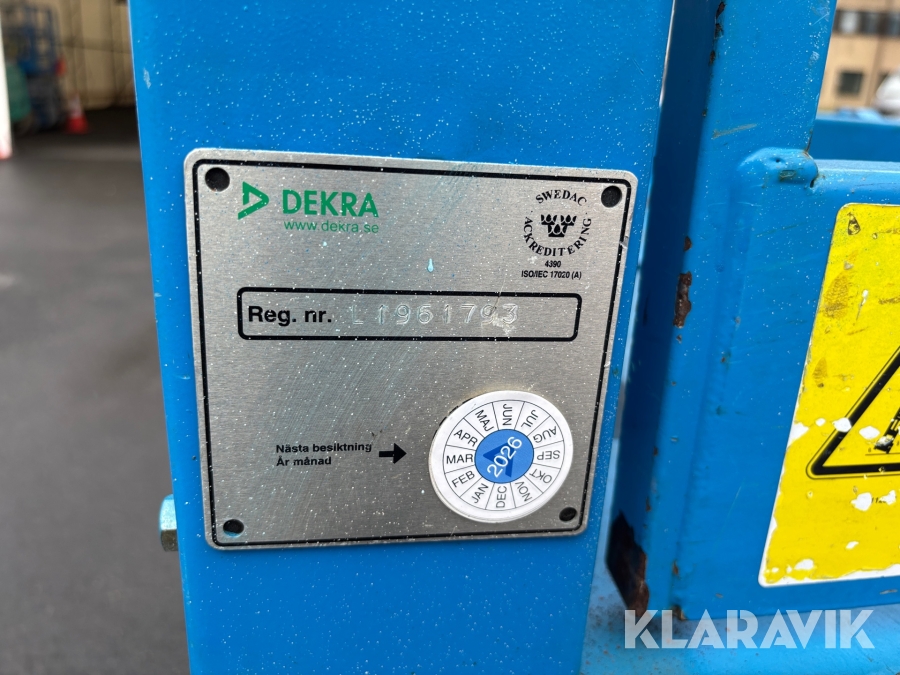 DEKRA
www.dekra.se
SWEDAC
ACKREDITERING
4390
ISO/IEC 17020 (A)
Reg. nr. L1961793
Nästa besiktning
År månad
JAN FEB MAR APR MAJ JUN JUL AUG SEP OKT NOV DEC
2026
KLARAVIK